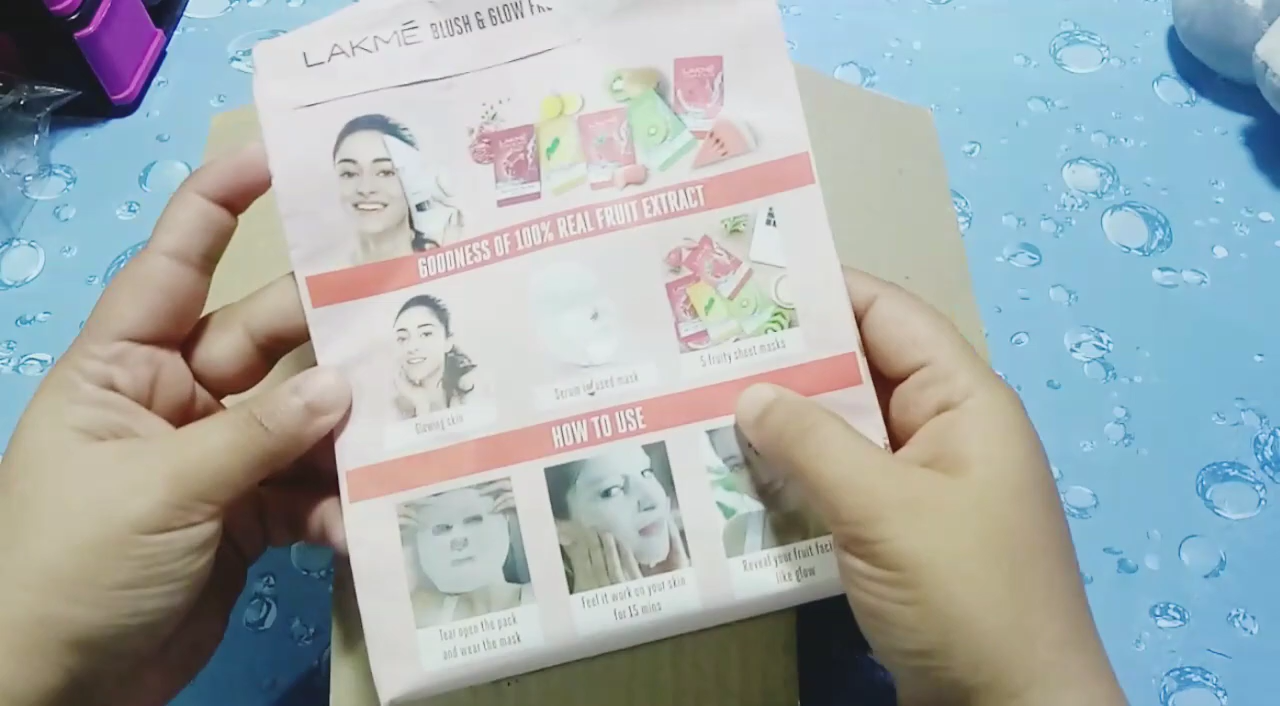 LAKMĒ BLUSH & GLOW
LAKMĒ
GOODNESS OF 100% REAL FRUIT EXTRACT
Glowing skin
Serum infused mask
5 fruity sheet masks
HOW TO USE
Tear open the pack
and wear the mask
Feel it work on your skin
for 15 mins
Reveal your fruit
like glow